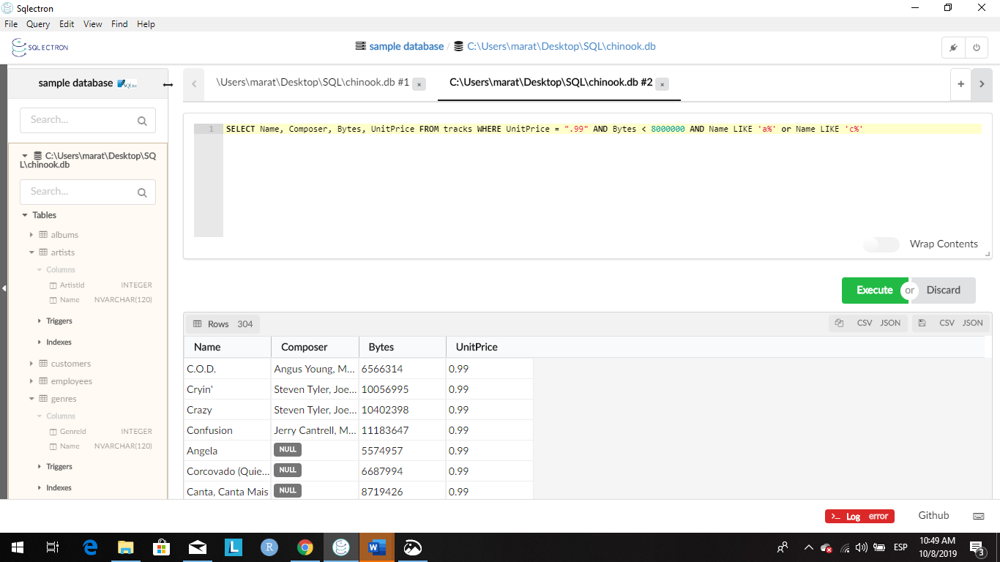 Sqlectron
File Query Edit View Find Help
SQLECTRON
sample database / C:\Users\marat\Desktop\SQL\chinook.db
sample database SQLite
\Users\marat\Desktop\SQL\chinook.db #1 ×
C:\Users\marat\Desktop\SQL\chinook.db #2 ×
+
Search...
1 SELECT Name, Composer, Bytes, UnitPrice FROM tracks WHERE UnitPrice = ".99" AND Bytes < 8000000 AND Name LIKE 'a%' or Name LIKE 'c%'
C:\Users\marat\Desktop\SQ
L\chinook.db
Search...
Tables
albums
artists
Columns
ArtistId INTEGER
Name NVARCHAR(120)
Triggers
Indexes
customers
employees
genres
Columns
GenreId INTEGER
Name NVARCHAR(120)
Triggers
Indexes
Wrap Contents
Execute or Discard
Rows 304
CSV JSON CSV JSON
Name Composer Bytes UnitPrice
C.O.D. Angus Young, M... 6566314 0.99
Cryin' Steven Tyler, Joe... 10056995 0.99
Crazy Steven Tyler, Joe... 10402398 0.99
Confusion Jerry Cantrell, M... 11183647 0.99
Angela NULL 5574957 0.99
Corcovado (Quie... NULL 6687994 0.99
Canta, Canta Mais NULL 8719426 0.99
>_ Log error Github
L R W ESP
10:49 AM
10/8/2019
3